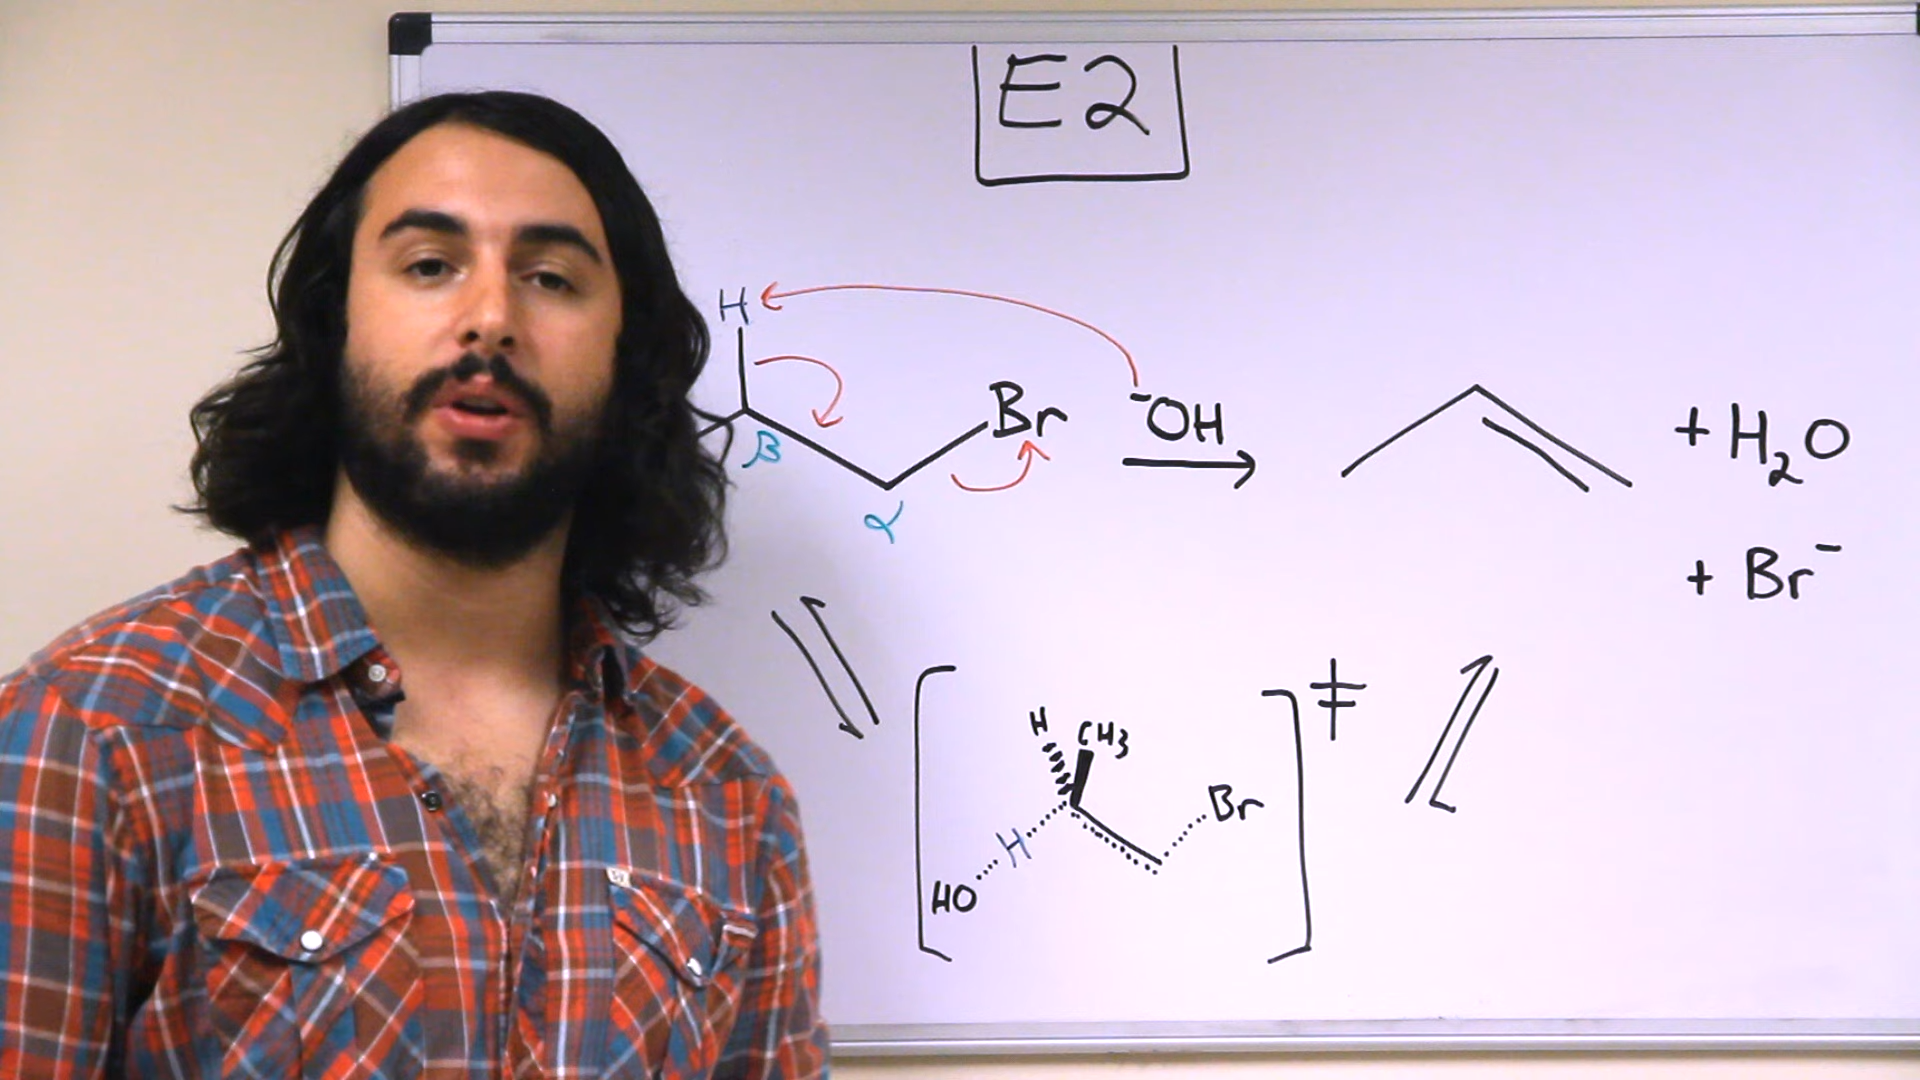 E2
H
Br
⁻OH
+ H₂O
β
α
+ Br⁻
‡
H
CH3
Br
H
HO